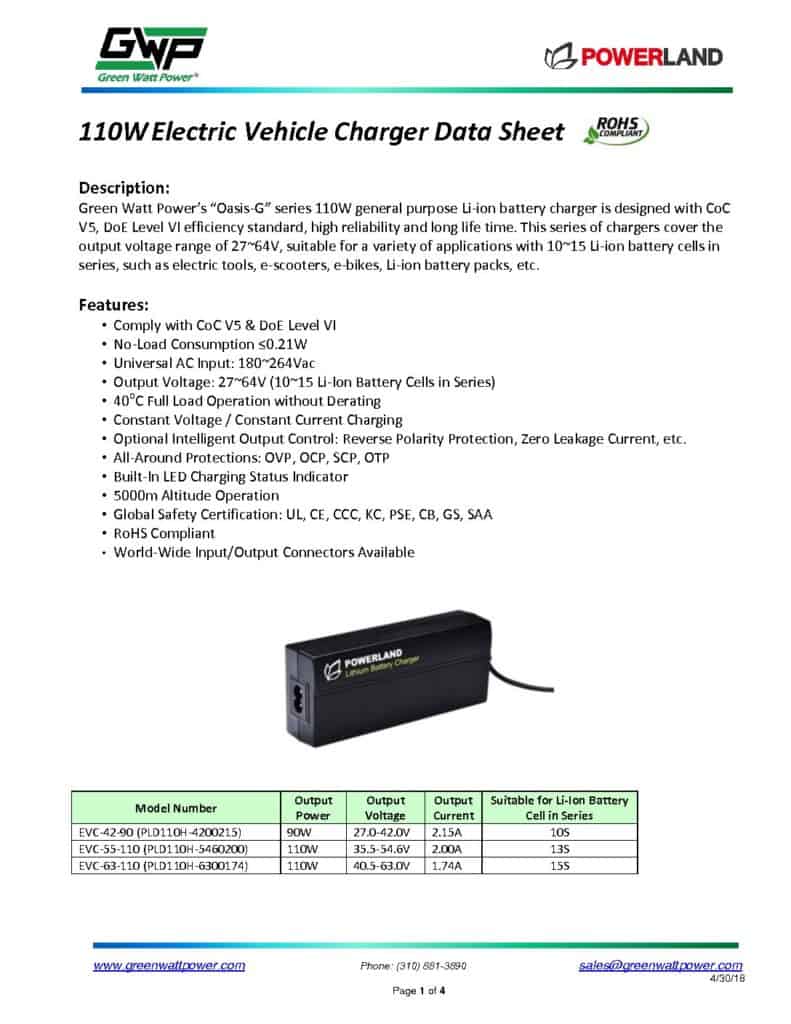 GWP
Green Watt Power®
POWERLAND
110W Electric Vehicle Charger Data Sheet
ROHS
COMPLIANT
Description:
Green Watt Power's “Oasis-G” series 110W general purpose Li-ion battery charger is designed with CoC
V5, DoE Level VI efficiency standard, high reliability and long life time. This series of chargers cover the
output voltage range of 27~64V, suitable for a variety of applications with 10~15 Li-ion battery cells in
series, such as electric tools, e-scooters, e-bikes, Li-ion battery packs, etc.
Features:
• Comply with CoC V5 & DoE Level VI
• No-Load Consumption ≤0.21W
• Universal AC Input: 180~264Vac
• Output Voltage: 27~64V (10~15 Li-Ion Battery Cells in Series)
• 40°C Full Load Operation without Derating
• Constant Voltage / Constant Current Charging
• Optional Intelligent Output Control: Reverse Polarity Protection, Zero Leakage Current, etc.
• All-Around Protections: OVP, OCP, SCP, OTP
• Built-In LED Charging Status Indicator
• 5000m Altitude Operation
• Global Safety Certification: UL, CE, CCC, KC, PSE, CB, GS, SAA
• RoHS Compliant
• World-Wide Input/Output Connectors Available
POWERLAND
Lithium Battery Charger
Model Number Output Power Output Voltage Output Current Suitable for Li-Ion Battery Cell in Series
EVC-42-90 (PLD110H-4200215) 90W 27.0-42.0V 2.15A 10S
EVC-55-110 (PLD110H-5460200) 110W 35.5-54.6V 2.00A 13S
EVC-63-110 (PLD110H-6300174) 110W 40.5-63.0V 1.74A 15S
www.greenwattpower.com Phone: (310) 881-3890 sales@greenwattpower.com
4/30/18
Page 1 of 4